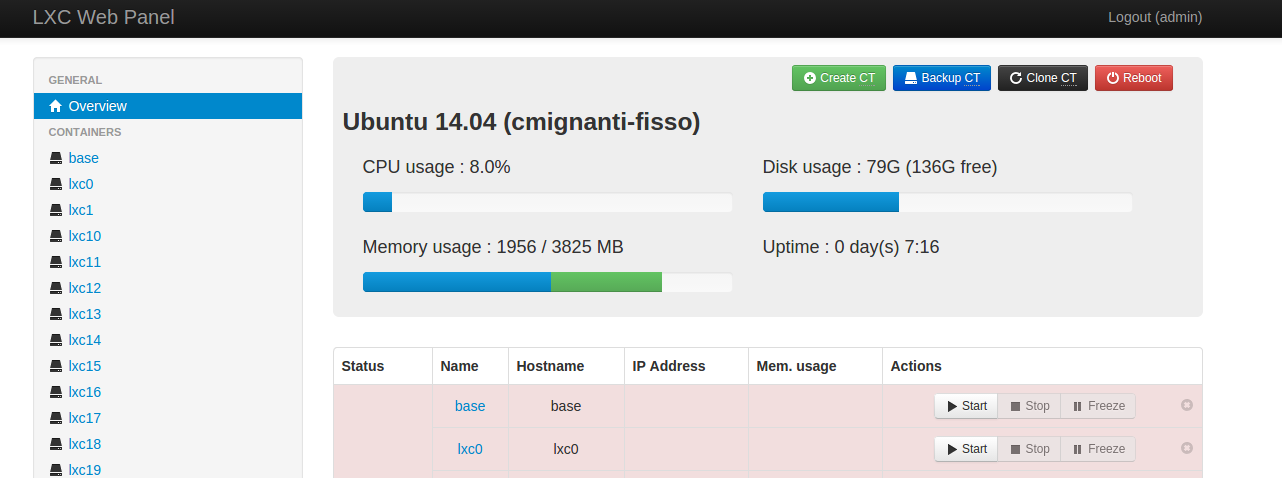 LXC Web Panel
Logout (admin)
GENERAL
Overview
CONTAINERS
base
lxc0
lxc1
lxc10
lxc11
lxc12
lxc13
lxc14
lxc15
lxc16
lxc17
lxc18
lxc19
Create CT
Backup CT
Clone CT
Reboot
Ubuntu 14.04 (cmignanti-fisso)
CPU usage : 8.0%
Disk usage : 79G (136G free)
Memory usage : 1956 / 3825 MB
Uptime : 0 day(s) 7:16
Status Name Hostname IP Address Mem. usage Actions
base base Start Stop Freeze
lxc0 lxc0 Start Stop Freeze